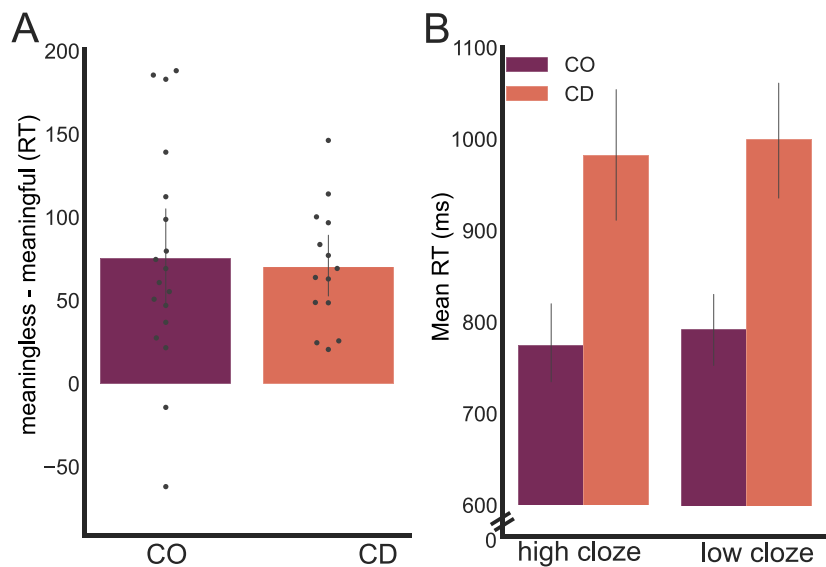 A
meaningless - meaningful (RT)
200
150
100
50
0
−50
CO
CD
B
Mean RT (ms)
1100
1000
900
800
700
600
0
CO
CD
high cloze
low cloze